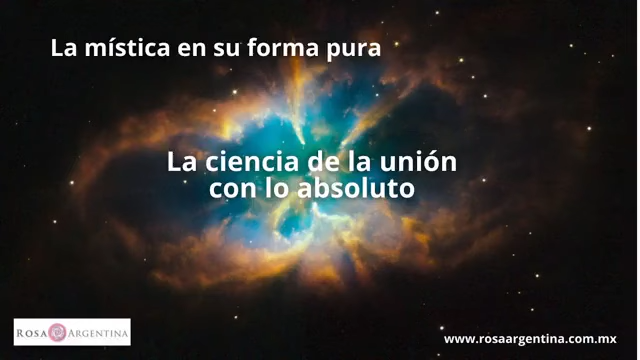 La mística en su forma pura
La ciencia de la unión
con lo absoluto
ROSA ARGENTINA
www.rosaargentina.com.mx